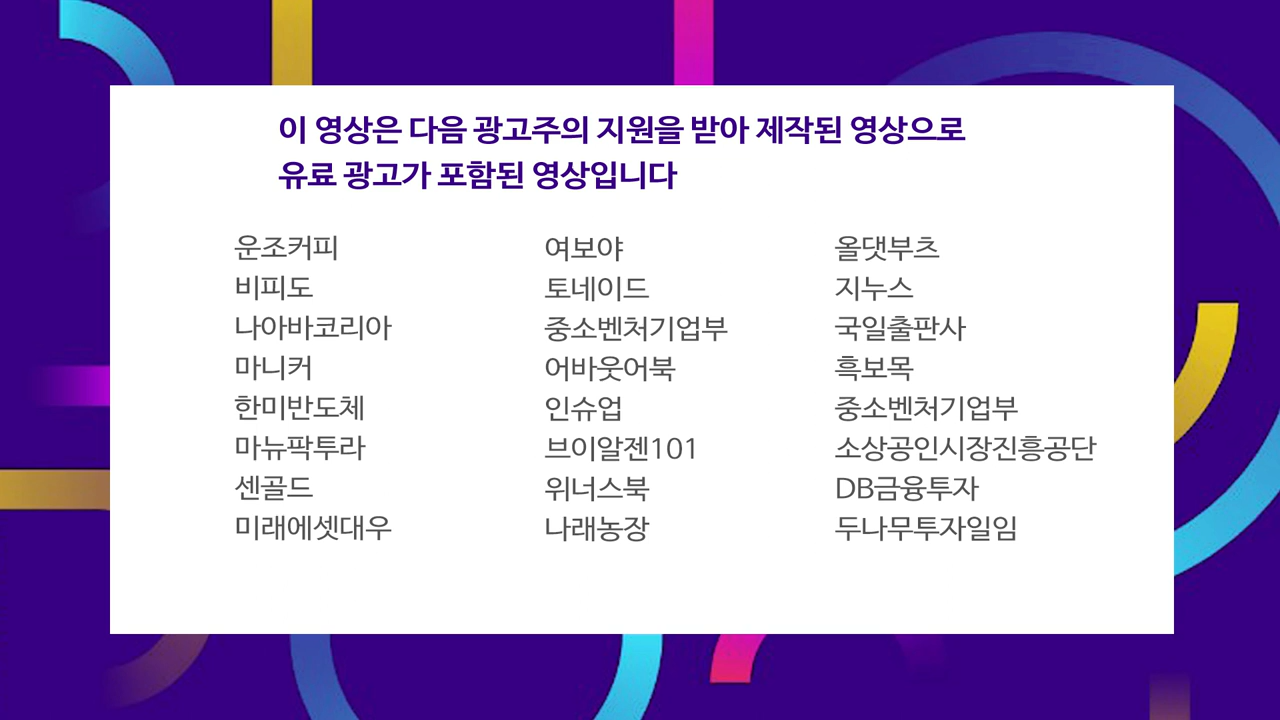 이 영상은 다음 광고주의 지원을 받아 제작된 영상으로
유료 광고가 포함된 영상입니다
운조커피
비피도
나아바코리아
마니커
한미반도체
마뉴팍투라
센골드
미래에셋대우
여보야
토네이드
중소벤처기업부
어바웃어북
인슈업
브이알젠101
위너스북
나래농장
올댓부츠
지누스
국일출판사
흑보목
중소벤처기업부
소상공인시장진흥공단
DB금융투자
두나무투자일임